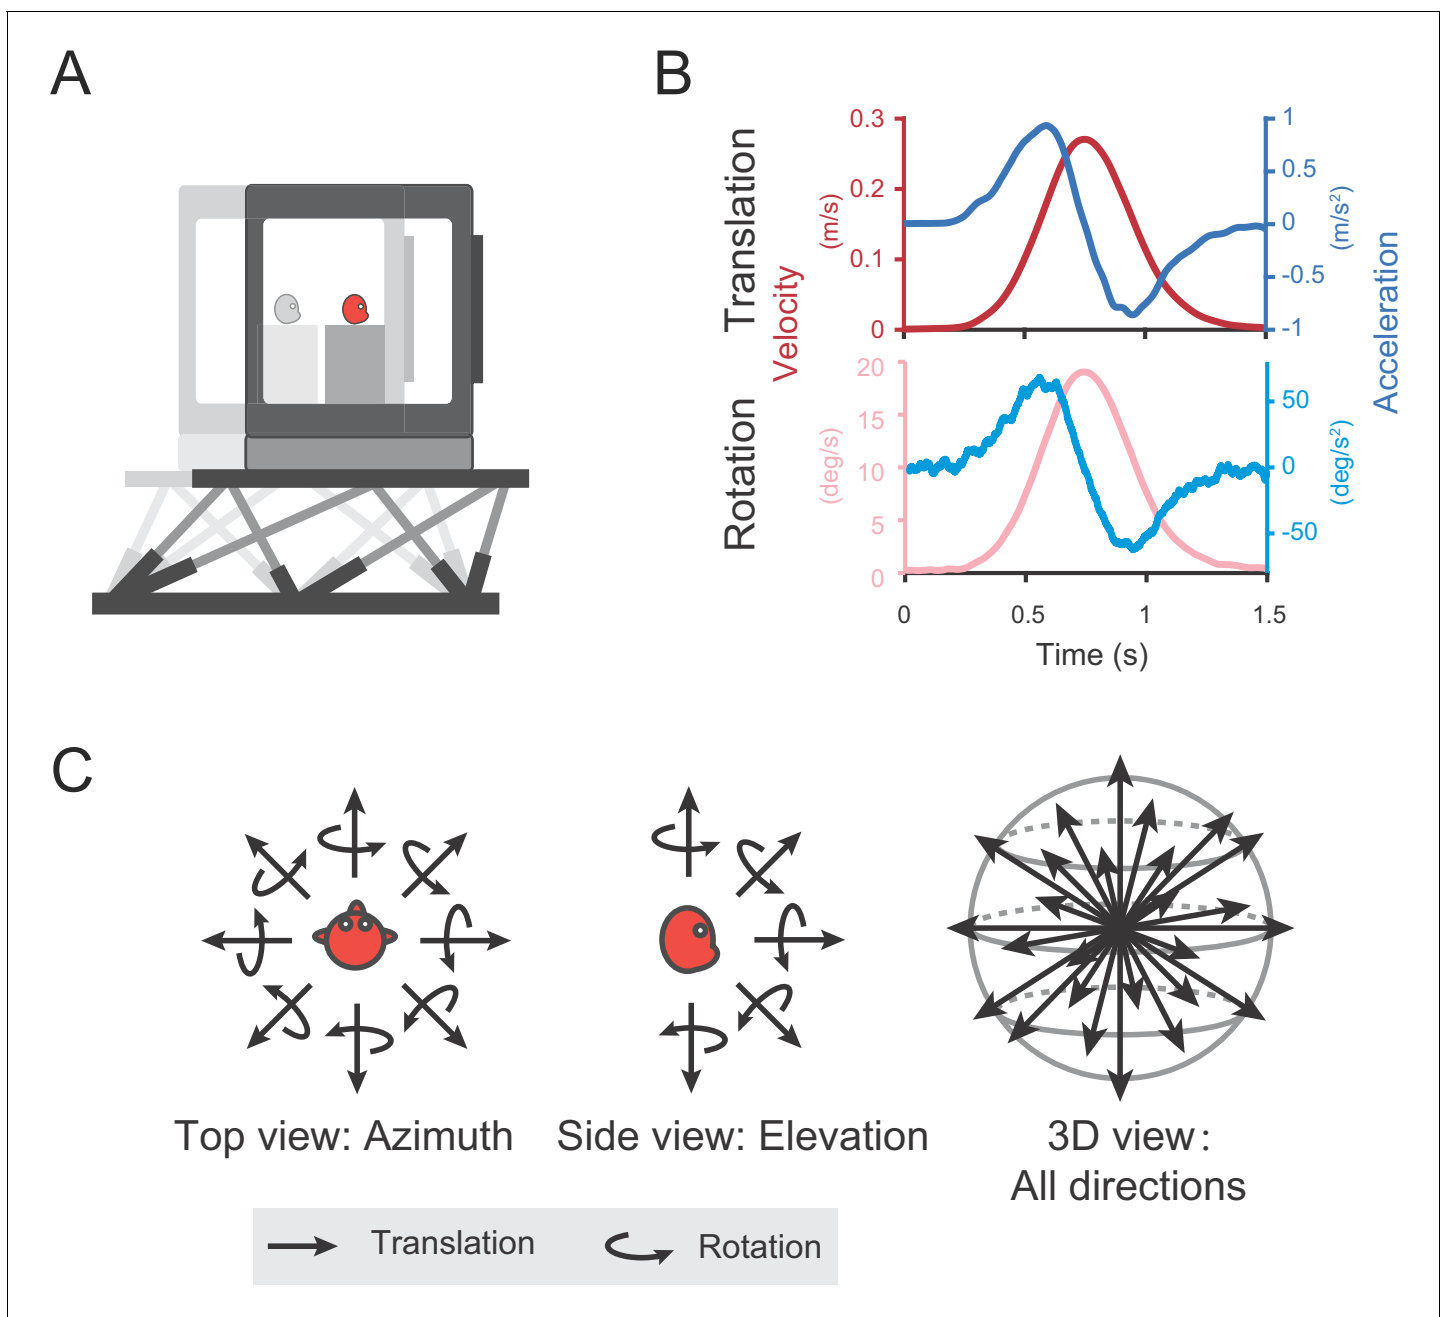 A
B
Translation
Velocity
(m/s)
0.3
0.2
0.1
0
1
0.5
0
-0.5
-1
(m/s²)
Acceleration
Rotation
(deg/s)
20
15
10
5
0
50
0
-50
(deg/s²)
0
0.5
1
1.5
Time (s)
C
Top view: Azimuth
Side view: Elevation
3D view:
All directions
Translation
Rotation